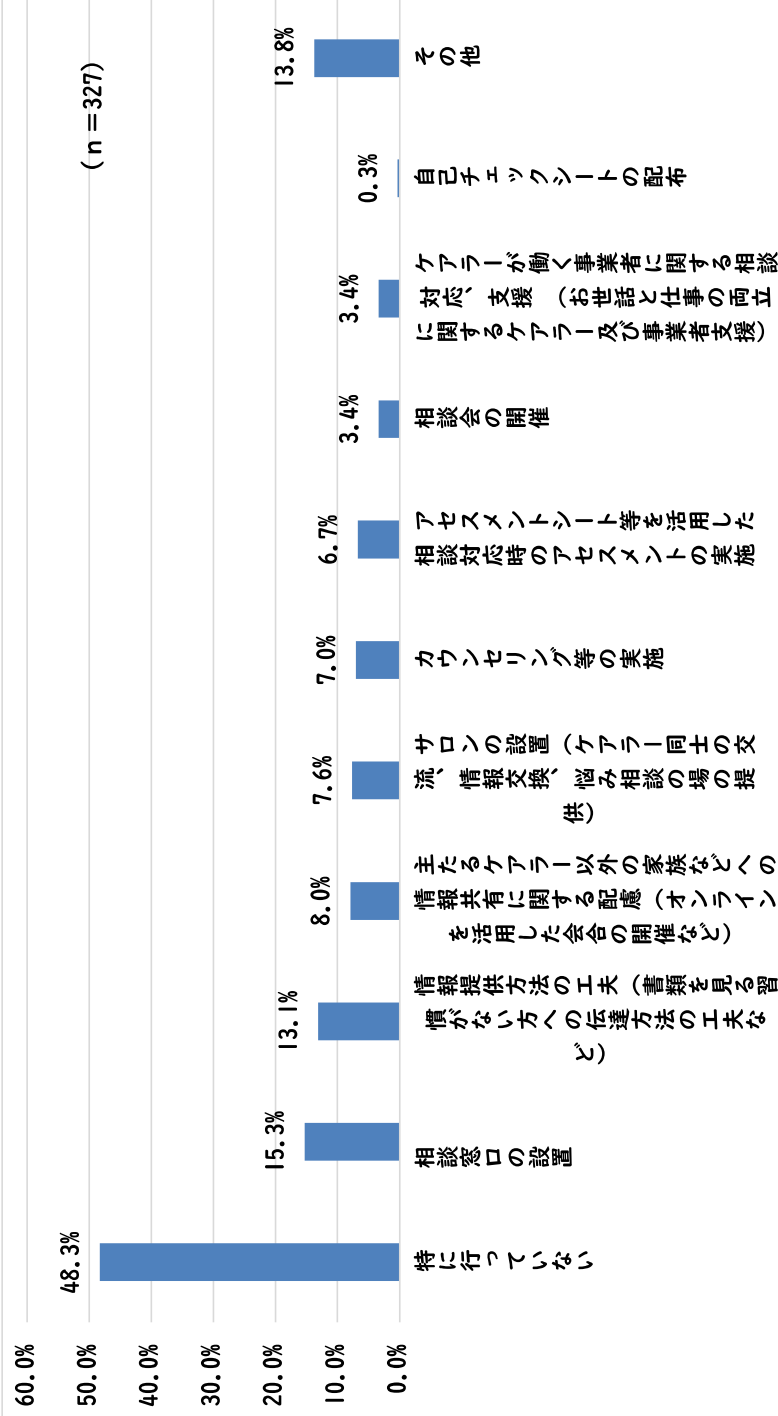 (n=327)
60.0%
50.0%
40.0%
30.0%
20.0%
10.0%
0.0%
48.3%
15.3%
13.1%
8.0%
7.6%
7.0%
6.7%
3.4%
3.4%
0.3%
13.8%
特に行っていない
相談窓口の設置
情報提供方法の工夫（書類を見る習
慣がない方への伝達方法の工夫な
ど）
主たるケアラー以外の家族などへの
情報共有に関する配慮（オンライン
を活用した会合の開催など）
サロンの設置（ケアラー同士の交
流、情報交換、悩み相談の場の提
供）
カウンセリング等の実施
アセスメントシート等を活用した
相談対応時のアセスメントの実施
相談会の開催
ケアラーが働く事業者に関する相談
対応、支援　（お世話と仕事の両立
に関するケアラー及び事業者支援）
自己チェックシートの配布
その他